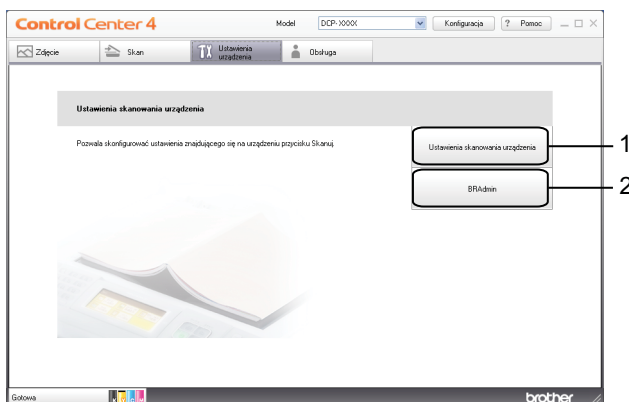 Control Center 4 Model DCP-XXXX Konfiguracja ? Pomoc
Zdjęcie Skan Ustawienia urządzenia Obsługa
Ustawienia skanowania urządzenia
Pozwala skonfigurować ustawienia znajdującego się na urządzeniu przycisku Skanuj.
Ustawienia skanowania urządzenia 1
BRAdmin 2
Gotowa K Y C M brother